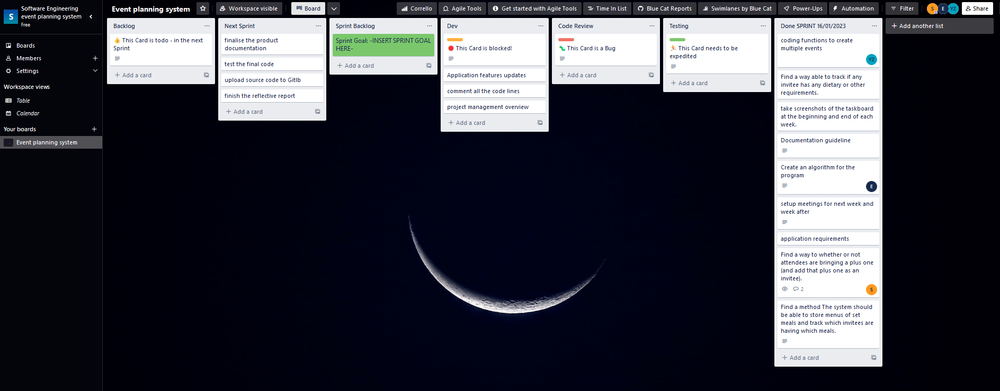 S
Software Engineering
event planning system
Free
Boards
Members
Settings
Workspace views
Table
Calendar
Your boards
Event planning system
Event planning system
Workspace visible
Board
Corrello
Agile Tools
Get started with Agile Tools
Time In List
Blue Cat Reports
Swimlanes by Blue Cat
Power-Ups
Automation
Filter
S
E
YZ
Share
Backlog
This Card is todo - in the next
Sprint
Add a card
Next Sprint
finalise the product
documentation
test the final code
upload source code to Gitlb
finish the reflective report
Add a card
Sprint Backlog
Sprint Goal: -INSERT SPRINT GOAL
HERE-
Add a card
Dev
This Card is blocked!
Application features updates
comment all the code lines
project management overview
Add a card
Code Review
This Card is a Bug
Add a card
Testing
This Card needs to be
expedited
Add a card
Done SPRINT 16/01/2023
coding functions to create
multiple events
YZ
Find a way able to track if any
invitee has any dietary or other
requirements.
take screenshots of the taskboard
at the beginning and end of each
week.
Documentation guideline
Create an algorithm for the
program
E
setup meetings for next week and
week after
application requirements
Find a way to whether or not
attendees are bringing a plus one
(and add that plus one as an
invitee).
2
S
Find a method The system should
be able to store menus of set
meals and track which invitees are
having which meals.
Add a card
Add another list